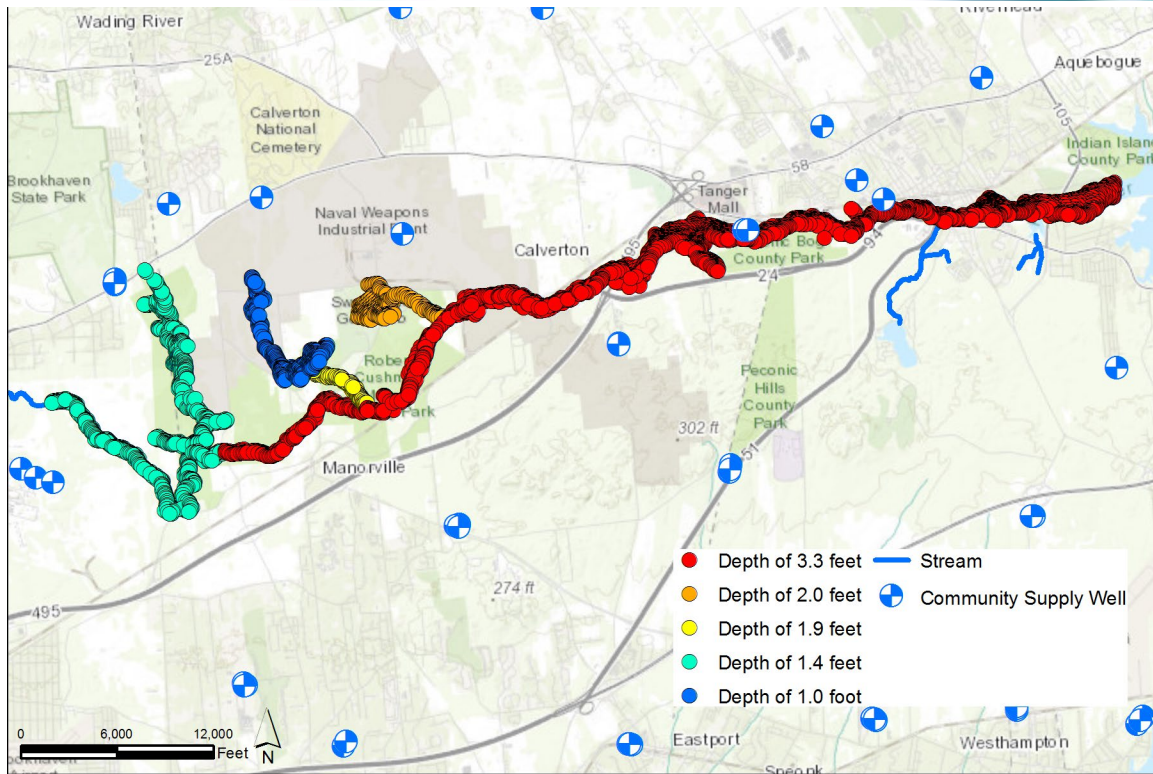 Wading River
Riverhead
Aquebogue
25A
Calverton
National
Cemetery
105
Indian Island
County Park
58
Brookhaven
State Park
Tanger
Mall
Naval Weapons
Industrial
Calverton
94
County Park
24
Peconic
Hills
County
Park
302 ft
Manorville
51
Depth of 3.3 feet
Stream
Depth of 2.0 feet
Community Supply Well
274 ft
Depth of 1.9 feet
495
Depth of 1.4 feet
Depth of 1.0 foot
0
6,000
12,000
Feet
N
Eastport
Westhampton
Speonk